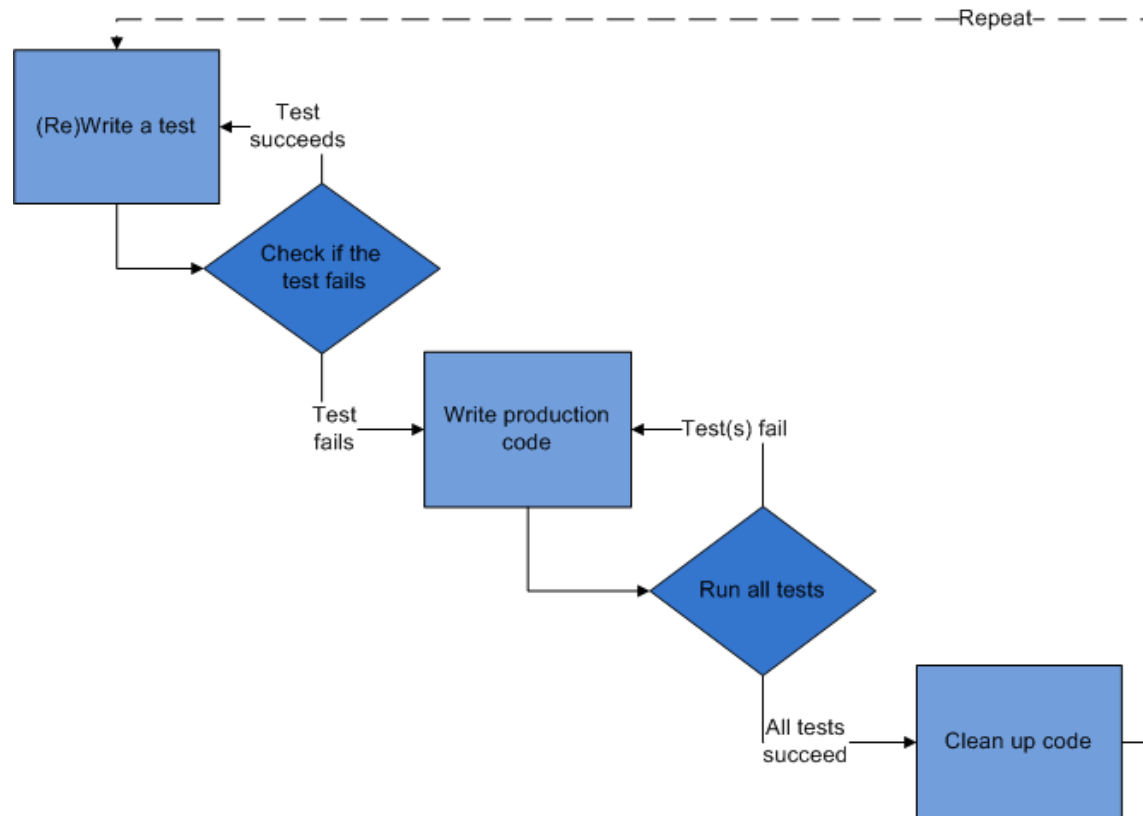 Repeat
(Re)Write a test
Test
succeeds
Check if the
test fails
Test
fails
Write production
code
Test(s) fail
Run all tests
All tests
succeed
Clean up code